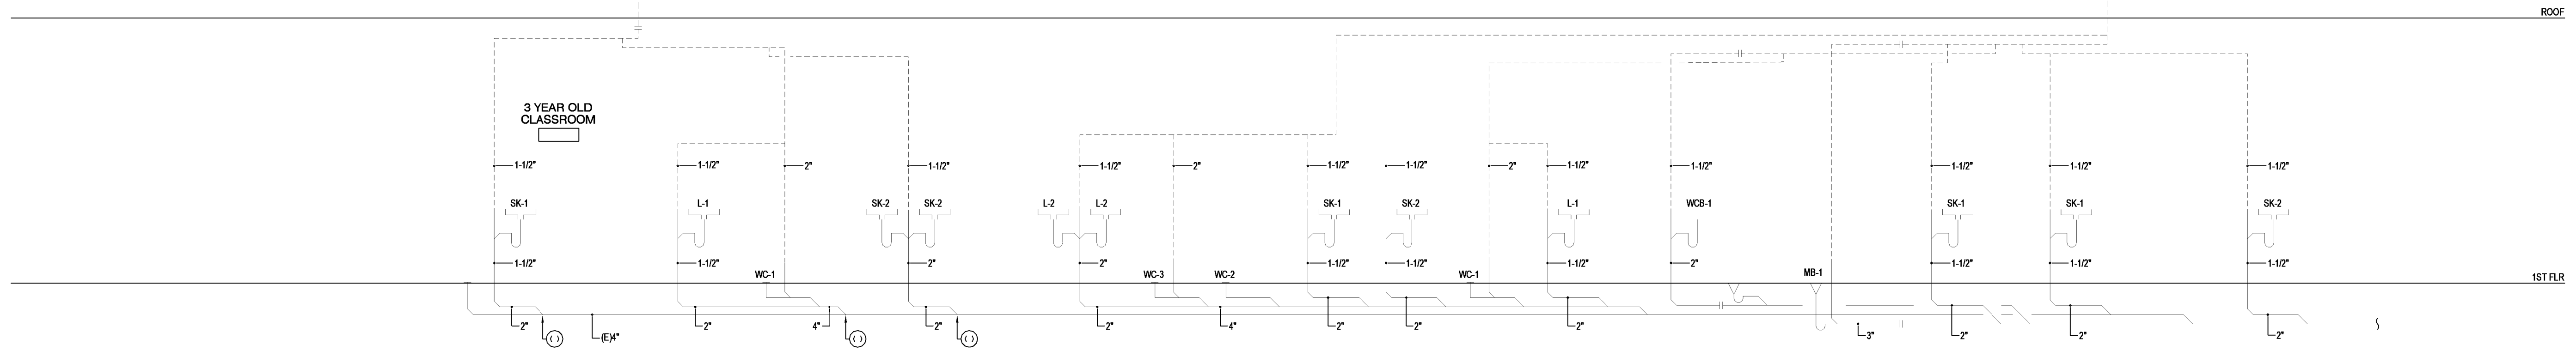 ROOF
3 YEAR OLD
CLASSROOM
1-1/2"
1-1/2"
2"
1-1/2"
1-1/2"
2"
1-1/2"
1-1/2"
2"
1-1/2"
1-1/2"
1-1/2"
1-1/2"
1-1/2"
SK-1
L-1
SK-2
SK-2
L-2
L-2
SK-1
SK-2
L-1
WCB-1
SK-1
SK-1
SK-2
1-1/2"
1-1/2"
2"
2"
1-1/2"
1-1/2"
1-1/2"
2"
1-1/2"
1-1/2"
1-1/2"
WC-1
WC-3
WC-2
WC-1
MB-1
1ST FLR
2"
2"
4"
2"
2"
4"
2"
2"
2"
( )
(E)4"
( )
( )
3"
2"
2"
2"